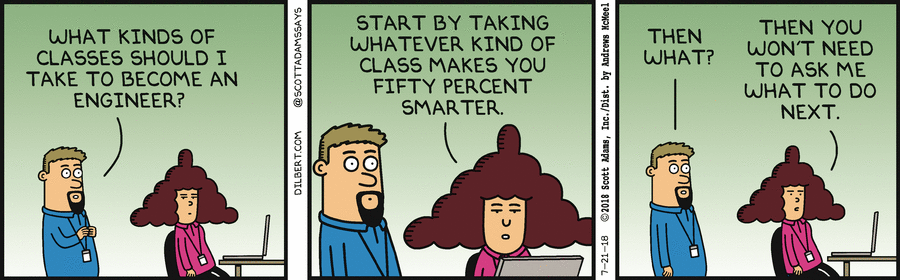 WHAT KINDS OF
CLASSES SHOULD I
TAKE TO BECOME AN
ENGINEER?
DILBERT.COM @SCOTTADAMSSAYS
START BY TAKING
WHATEVER KIND OF
CLASS MAKES YOU
FIFTY PERCENT
SMARTER.
7-21-18 ©2018 Scott Adams, Inc./Dist. by Andrews McMeel
THEN
WHAT?
THEN YOU
WON'T NEED
TO ASK ME
WHAT TO DO
NEXT.